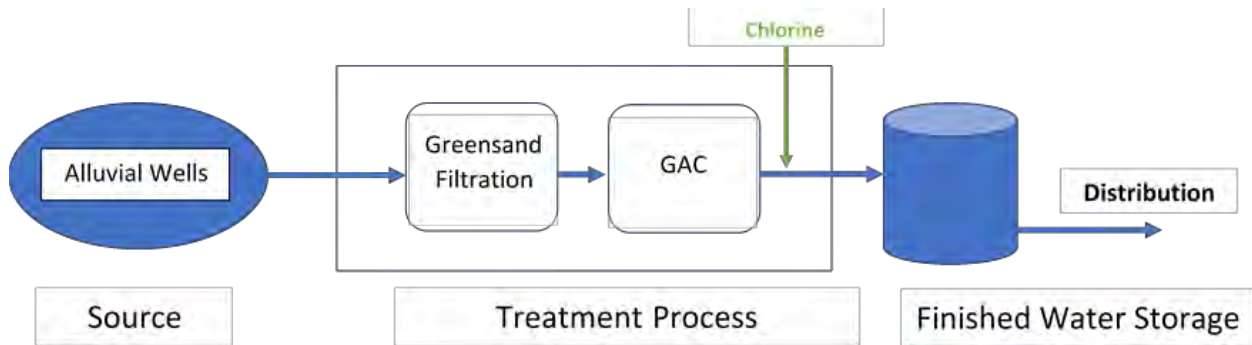 Chlorine
Alluvial Wells
Greensand
Filtration
GAC
Distribution
Source
Treatment Process
Finished Water Storage